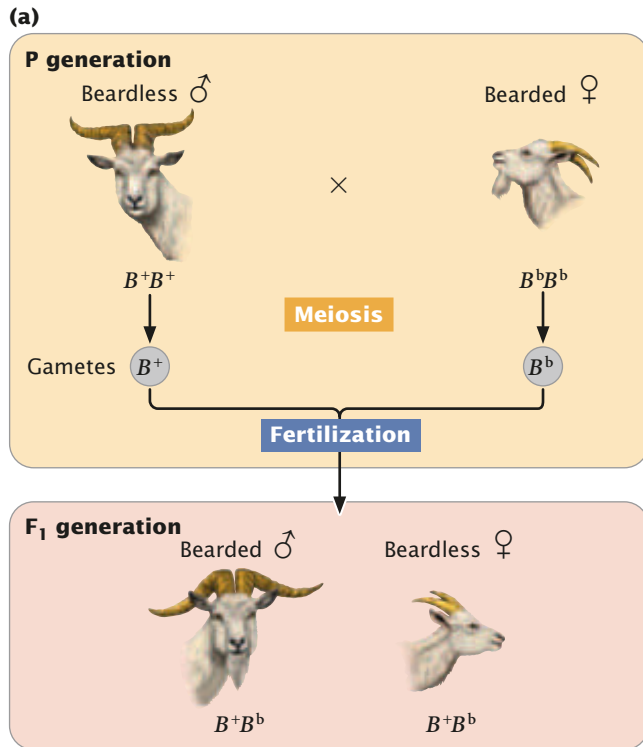 (a)
P generation
Beardless ♂ Bearded ♀
×
B⁺B⁺ BᵇBᵇ
Meiosis
Gametes B⁺ Bᵇ
Fertilization
F₁ generation
Bearded ♂ Beardless ♀
B⁺Bᵇ B⁺Bᵇ